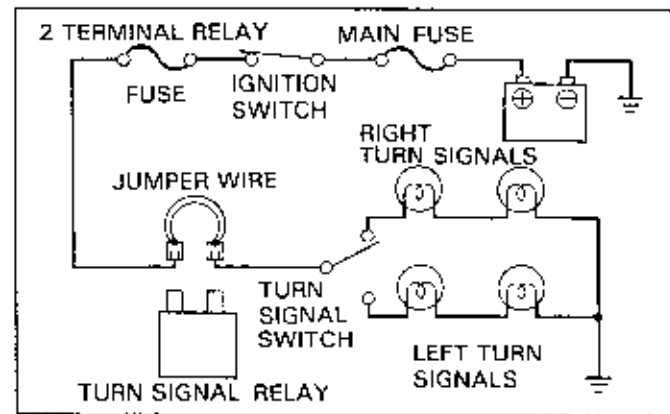 2 TERMINAL RELAY
MAIN FUSE
FUSE
IGNITION
SWITCH
RIGHT
TURN SIGNALS
JUMPER WIRE
TURN
SIGNAL
SWITCH
LEFT TURN
SIGNALS
TURN SIGNAL RELAY